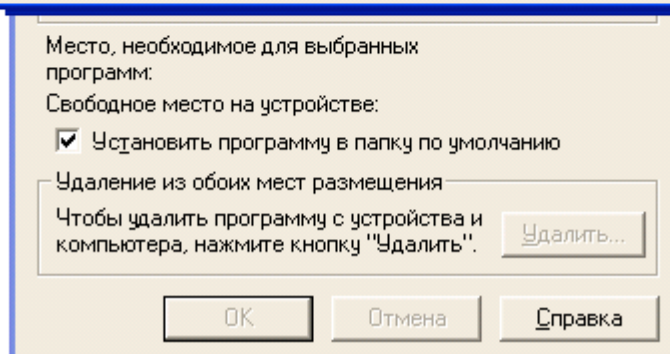 Место, необходимое для выбранных
программ:
Свободное место на устройстве:
Установить программу в папку по умолчанию
Удаление из обоих мест размещения
Чтобы удалить программу с устройства и
компьютера, нажмите кнопку "Удалить".
Удалить...
OK
Отмена
Справка